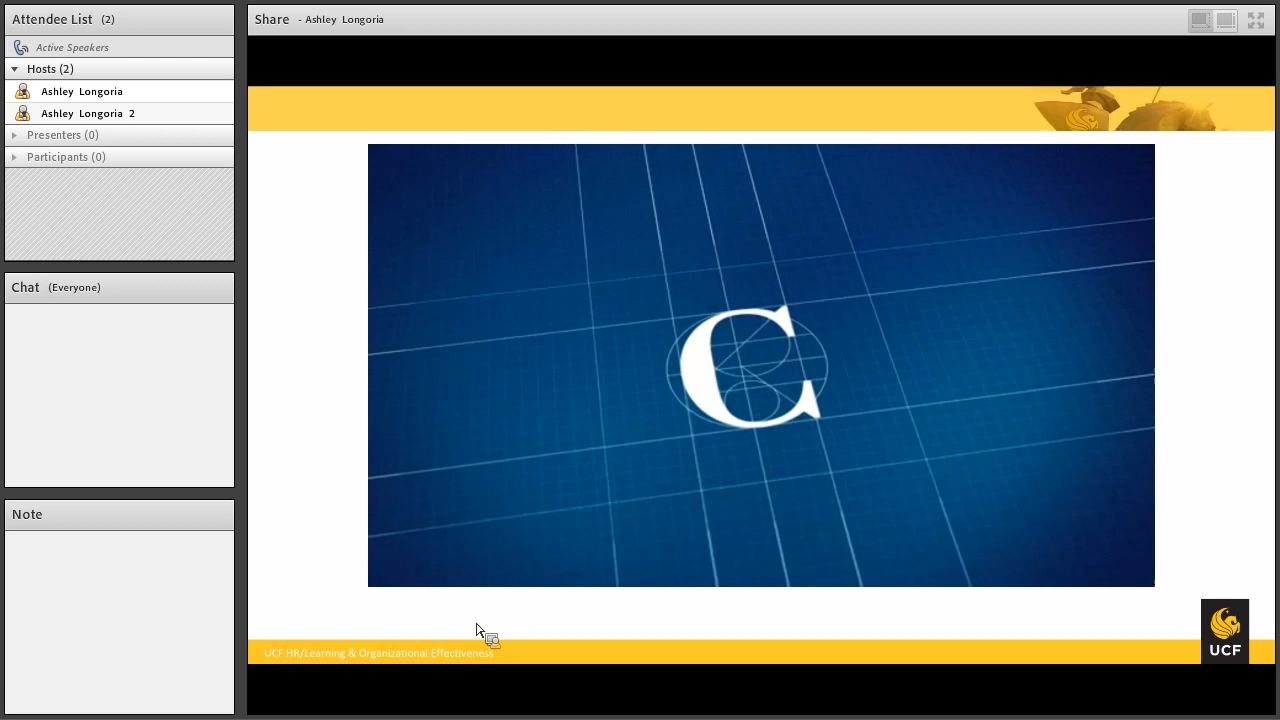 Attendee List (2)
Active Speakers
Hosts (2)
Ashley Longoria
Ashley Longoria 2
Presenters (0)
Participants (0)
Chat (Everyone)
Note
Share - Ashley Longoria
C
UCF HR/Learning & Organizational Effectiveness
UCF